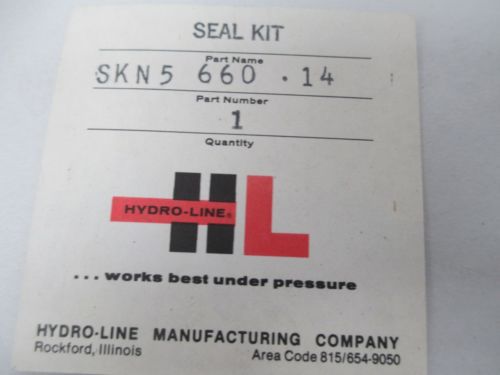 SEAL KIT
Part Name
SKN5 660 .14
Part Number
1
Quantity
HL
HYDRO-LINE®
...works best under pressure
HYDRO-LINE MANUFACTURING COMPANY
Rockford, Illinois Area Code 815/654-9050